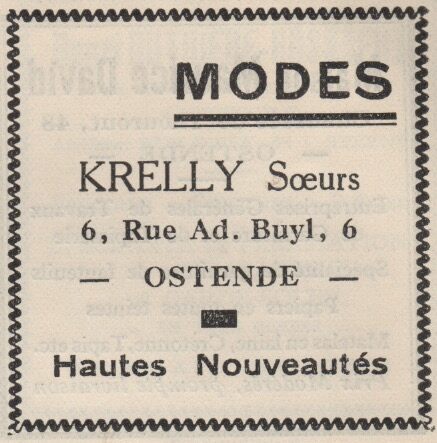 MODES
KRELLY Sœurs
6, Rue Ad. Buyl, 6
— OSTENDE —
Hautes Nouveautés